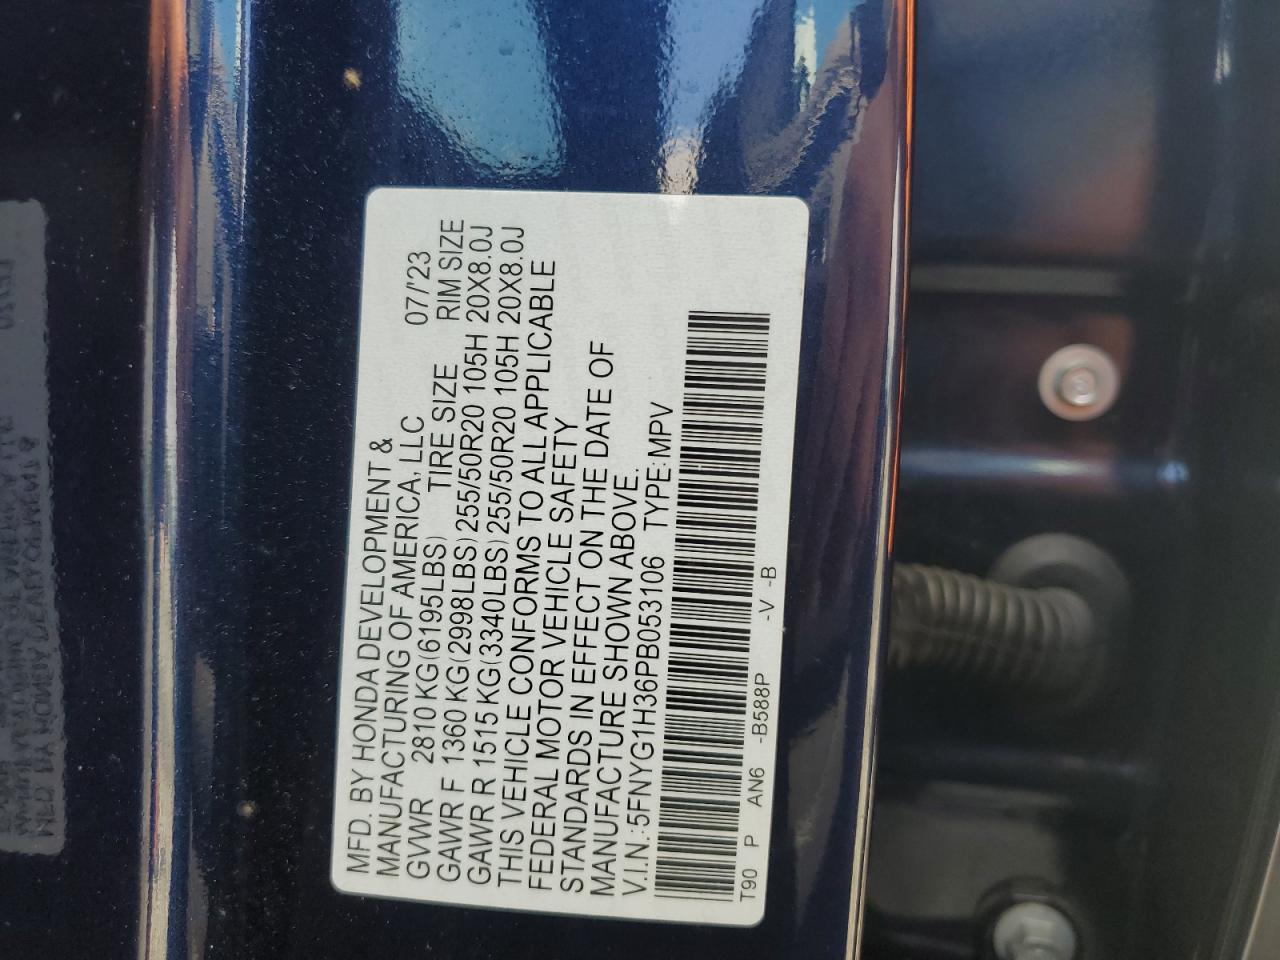 MFD. BY HONDA DEVELOPMENT &
MANUFACTURING OF AMERICA, LLC 07/'23
GVWR 2810 KG(6195LBS) TIRE SIZE RIM SIZE
GAWR F 1360 KG(2998LBS) 255/50R20 105H 20X8.0J
GAWR R 1515 KG(3340LBS) 255/50R20 105H 20X8.0J
THIS VEHICLE CONFORMS TO ALL APPLICABLE
FEDERAL MOTOR VEHICLE SAFETY
STANDARDS IN EFFECT ON THE DATE OF
MANUFACTURE SHOWN ABOVE.
V.I.N.:5FNYG1H36PB053106 TYPE:MPV
T90 P AN6 -B588P -V -B